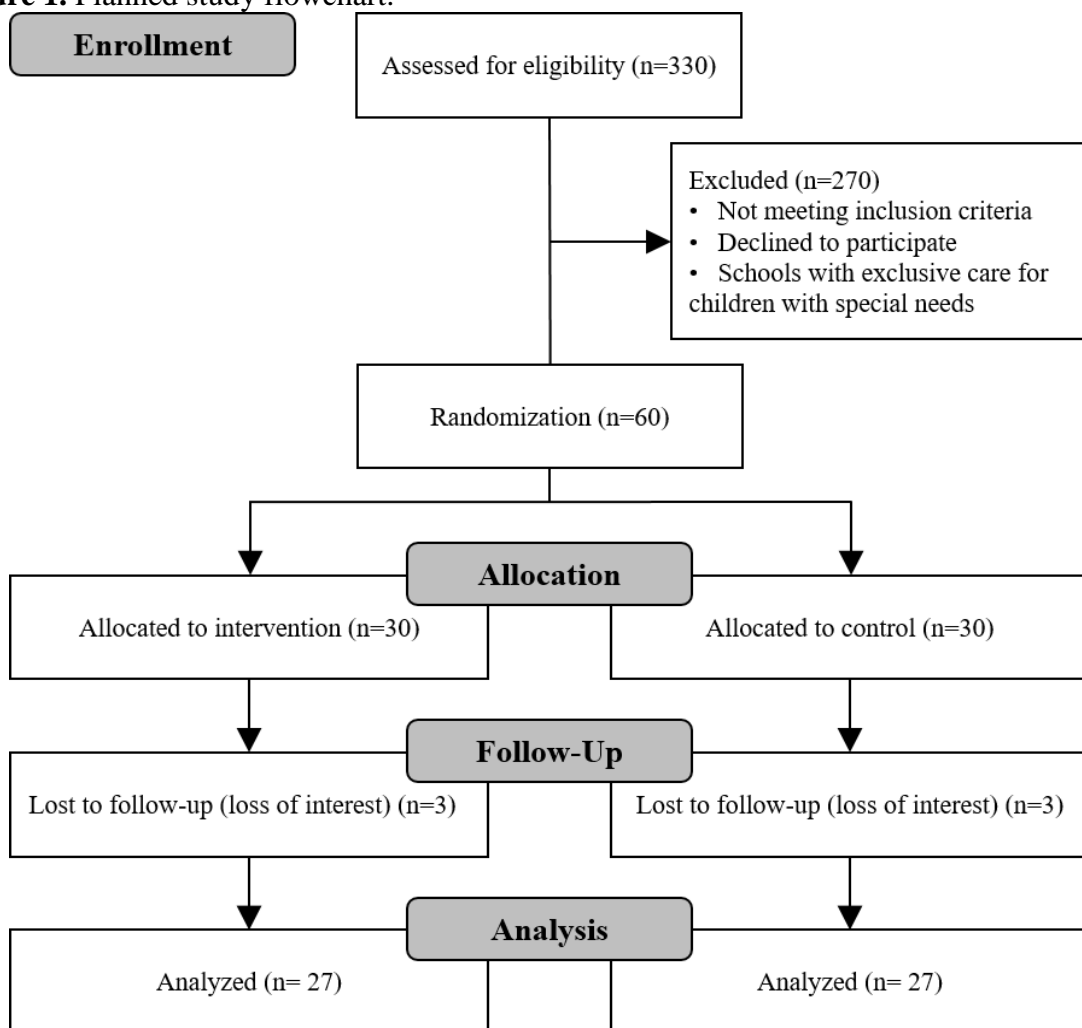 Planned study flowchart.
Enrollment
Assessed for eligibility (n=330)
Excluded (n=270)
• Not meeting inclusion criteria
• Declined to participate
• Schools with exclusive care for
children with special needs
Randomization (n=60)
Allocation
Allocated to intervention (n=30)
Allocated to control (n=30)
Follow-Up
Lost to follow-up (loss of interest) (n=3)
Lost to follow-up (loss of interest) (n=3)
Analysis
Analyzed (n= 27)
Analyzed (n= 27)